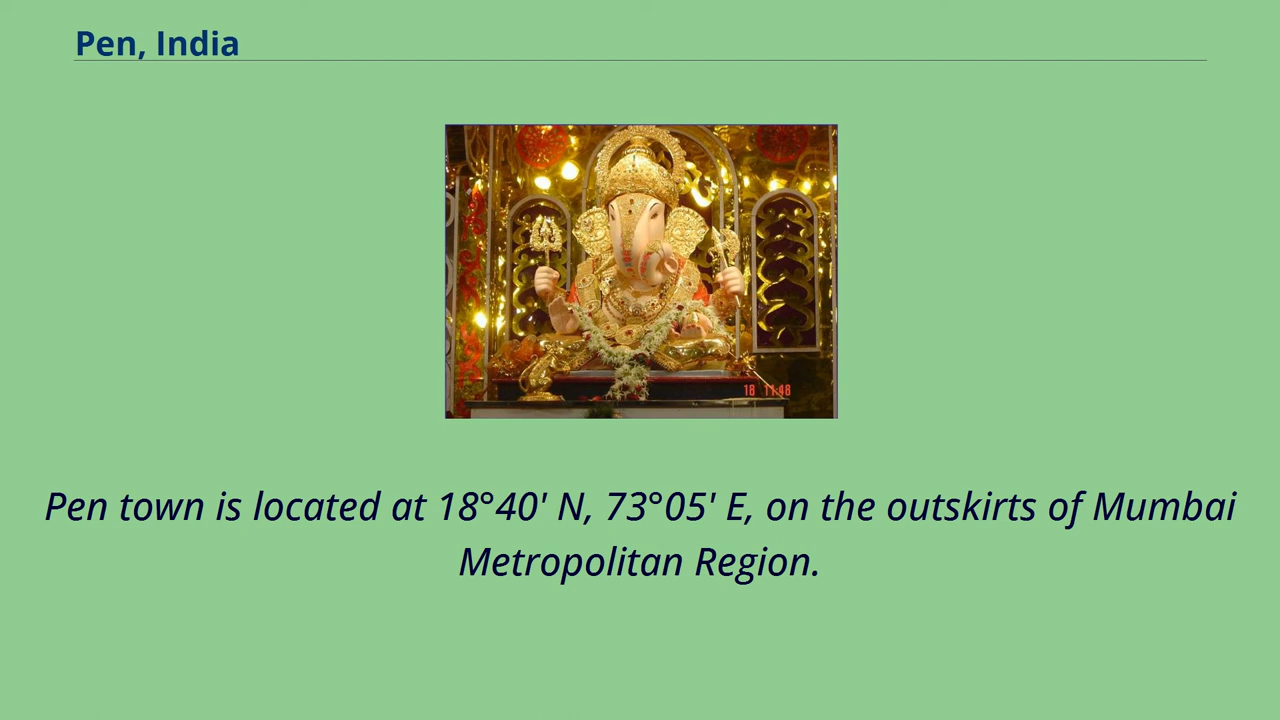 Pen, India
18 11:48
Pen town is located at 18°40' N, 73°05' E, on the outskirts of Mumbai
Metropolitan Region.